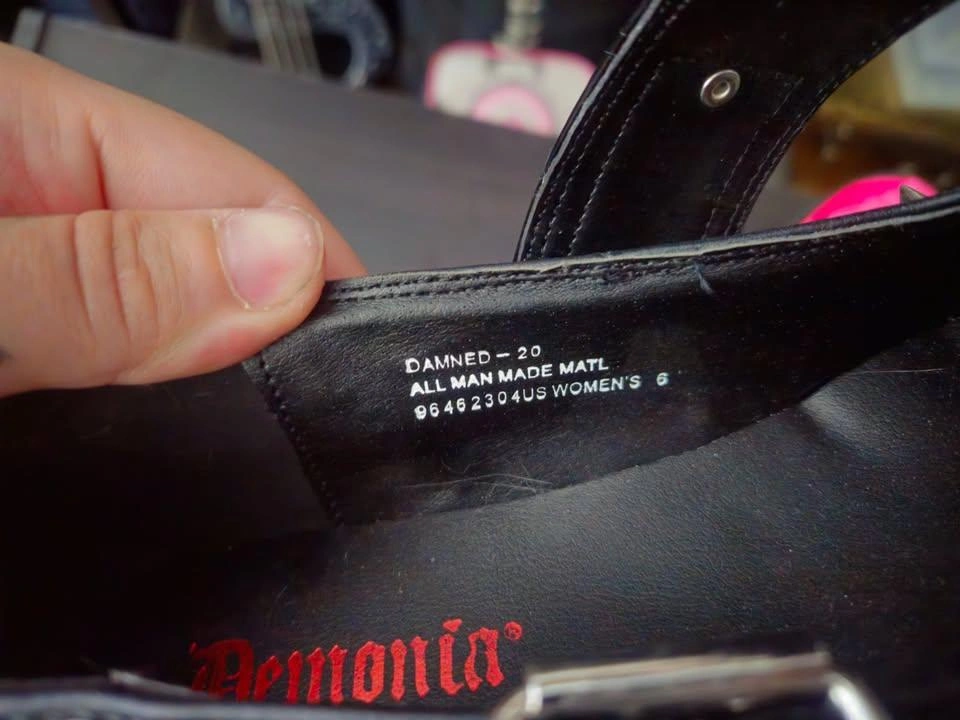 DAMNED – 20
ALL MAN MADE MATL
96462304US WOMEN'S 6
Demonia®